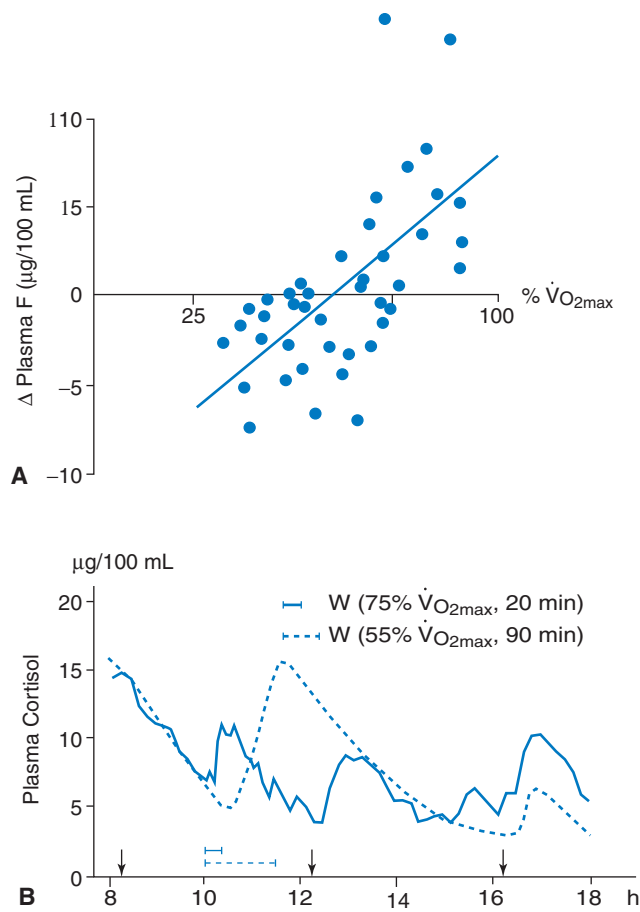 A
110
15
0
−5
−10
Δ Plasma F (μg/100 mL)
25
100
% V̇O2max
B
μg/100 mL
W (75% V̇O2max, 20 min)
W (55% V̇O2max, 90 min)
20
15
10
5
0
Plasma Cortisol
8 10 12 14 16 18 h